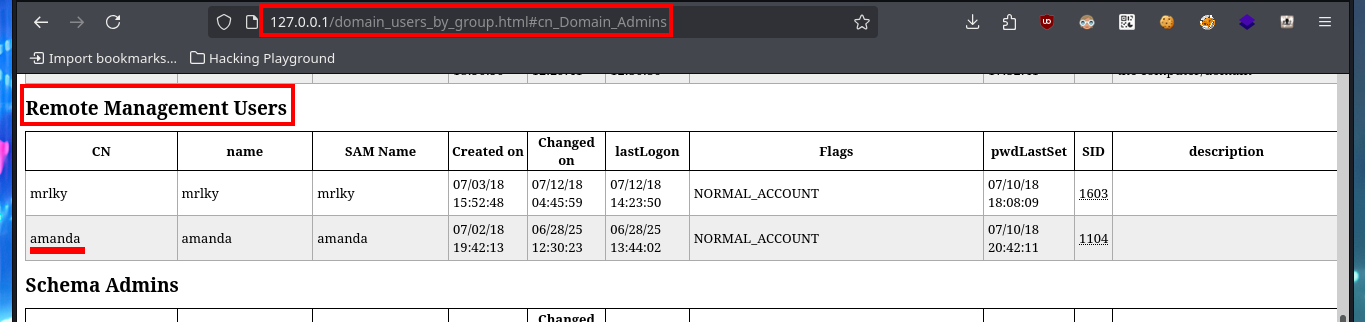 127.0.0.1/domain_users_by_group.html#cn_Domain_Admins
Import bookmarks... Hacking Playground
Remote Management Users
CN name SAM Name Created on Changed on lastLogon Flags pwdLastSet SID description
mrlky mrlky mrlky 07/03/18 15:52:48 07/12/18 04:45:59 07/12/18 14:23:50 NORMAL_ACCOUNT 07/10/18 18:08:09 1603
amanda amanda amanda 07/02/18 19:42:13 06/28/25 12:30:23 06/28/25 13:44:02 NORMAL_ACCOUNT 07/10/18 20:42:11 1104
Schema Admins
Changed